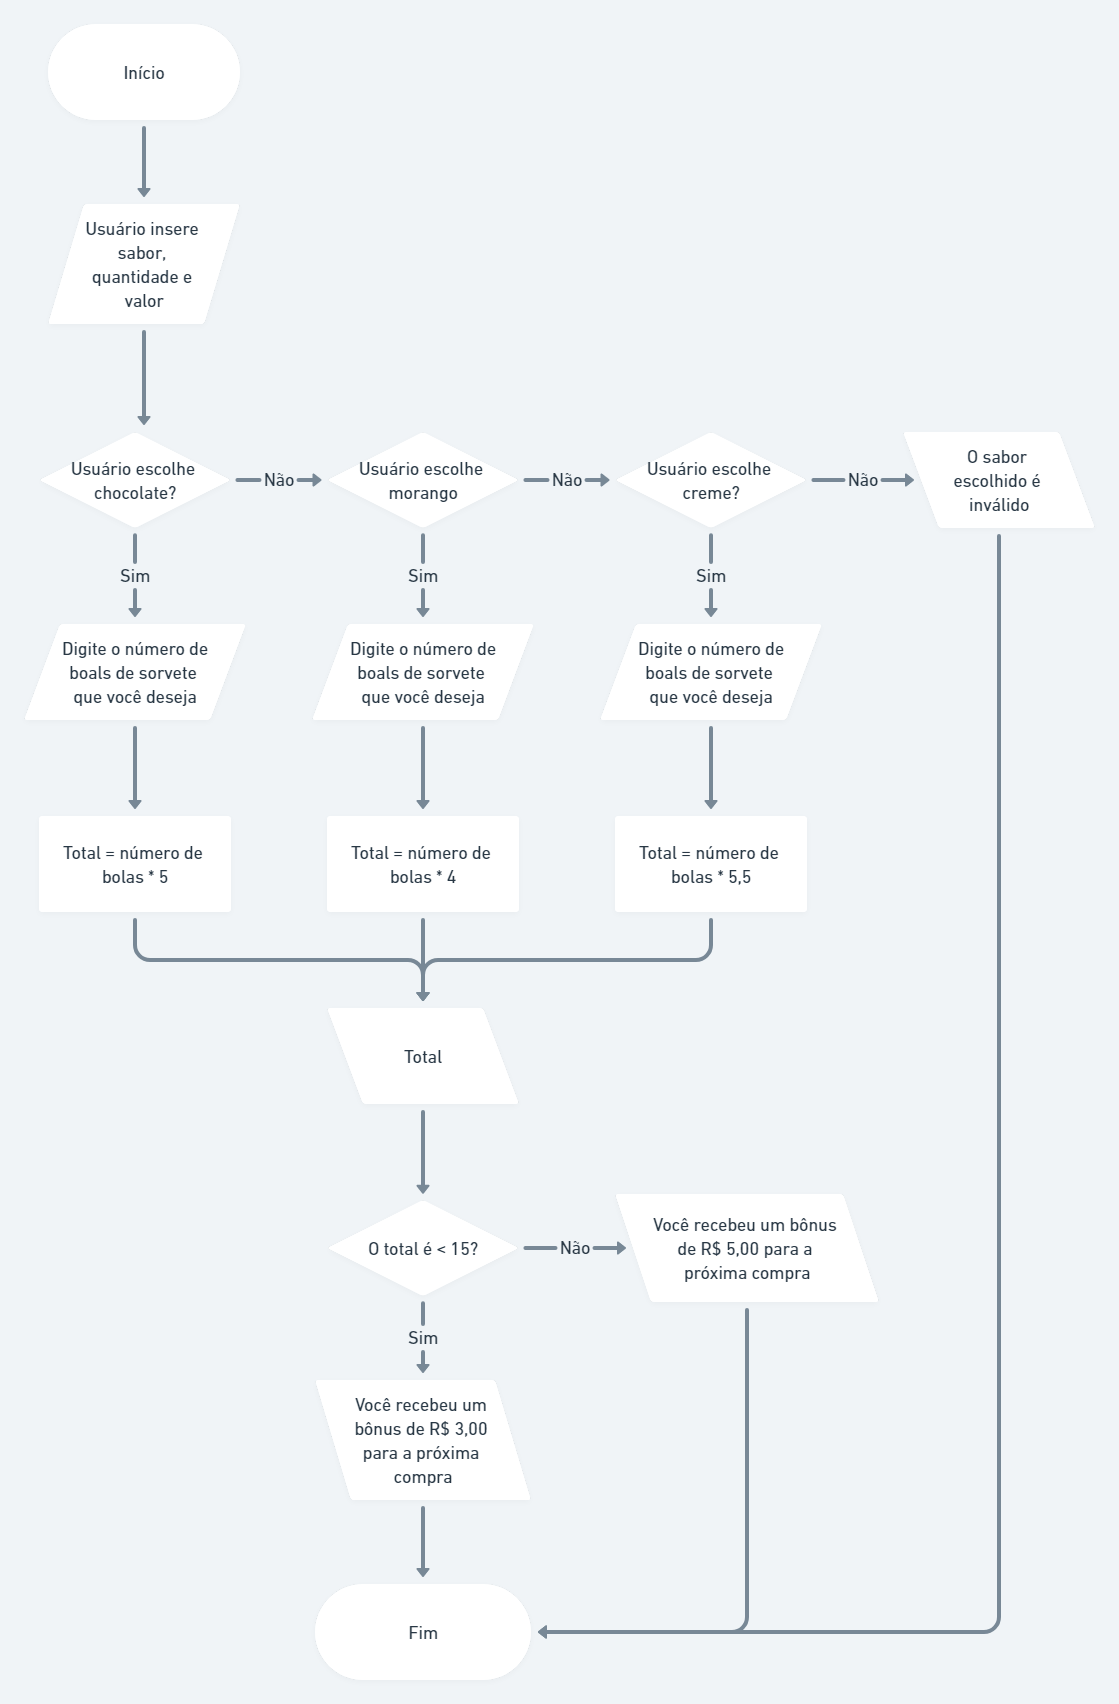 Início
Usuário insere
sabor,
quantidade e
valor
Usuário escolhe
chocolate?
Não
Usuário escolhe
morango
Não
Usuário escolhe
creme?
Não
O sabor
escolhido é
inválido
Sim
Sim
Sim
Digite o número de
boals de sorvete
que você deseja
Digite o número de
boals de sorvete
que você deseja
Digite o número de
boals de sorvete
que você deseja
Total = número de
bolas * 5
Total = número de
bolas * 4
Total = número de
bolas * 5,5
Total
O total é < 15?
Não
Você recebeu um bônus
de R$ 5,00 para a
próxima compra
Sim
Você recebeu um
bônus de R$ 3,00
para a próxima
compra
Fim